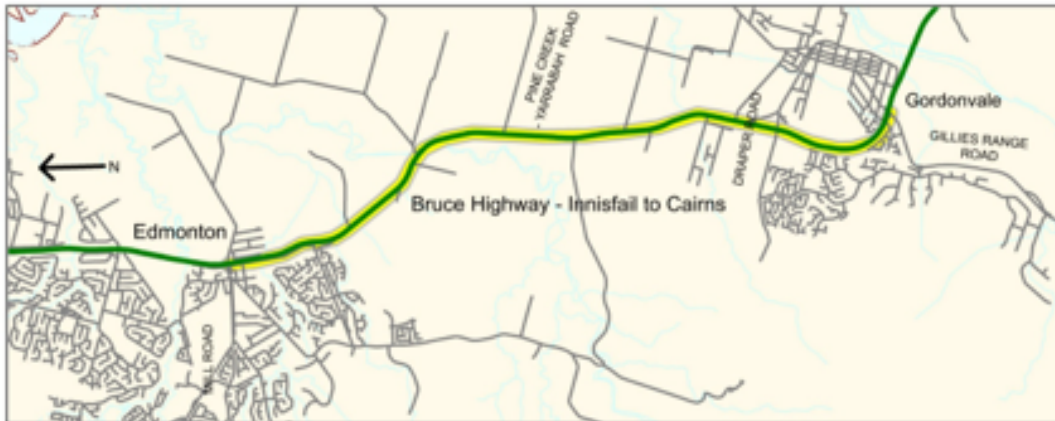 PINE CREEK
- YARRABAH ROAD
Gordonvale
GILLIES RANGE
ROAD
DRAPER ROAD
N
Bruce Highway - Innisfail to Cairns
Edmonton
MILL ROAD